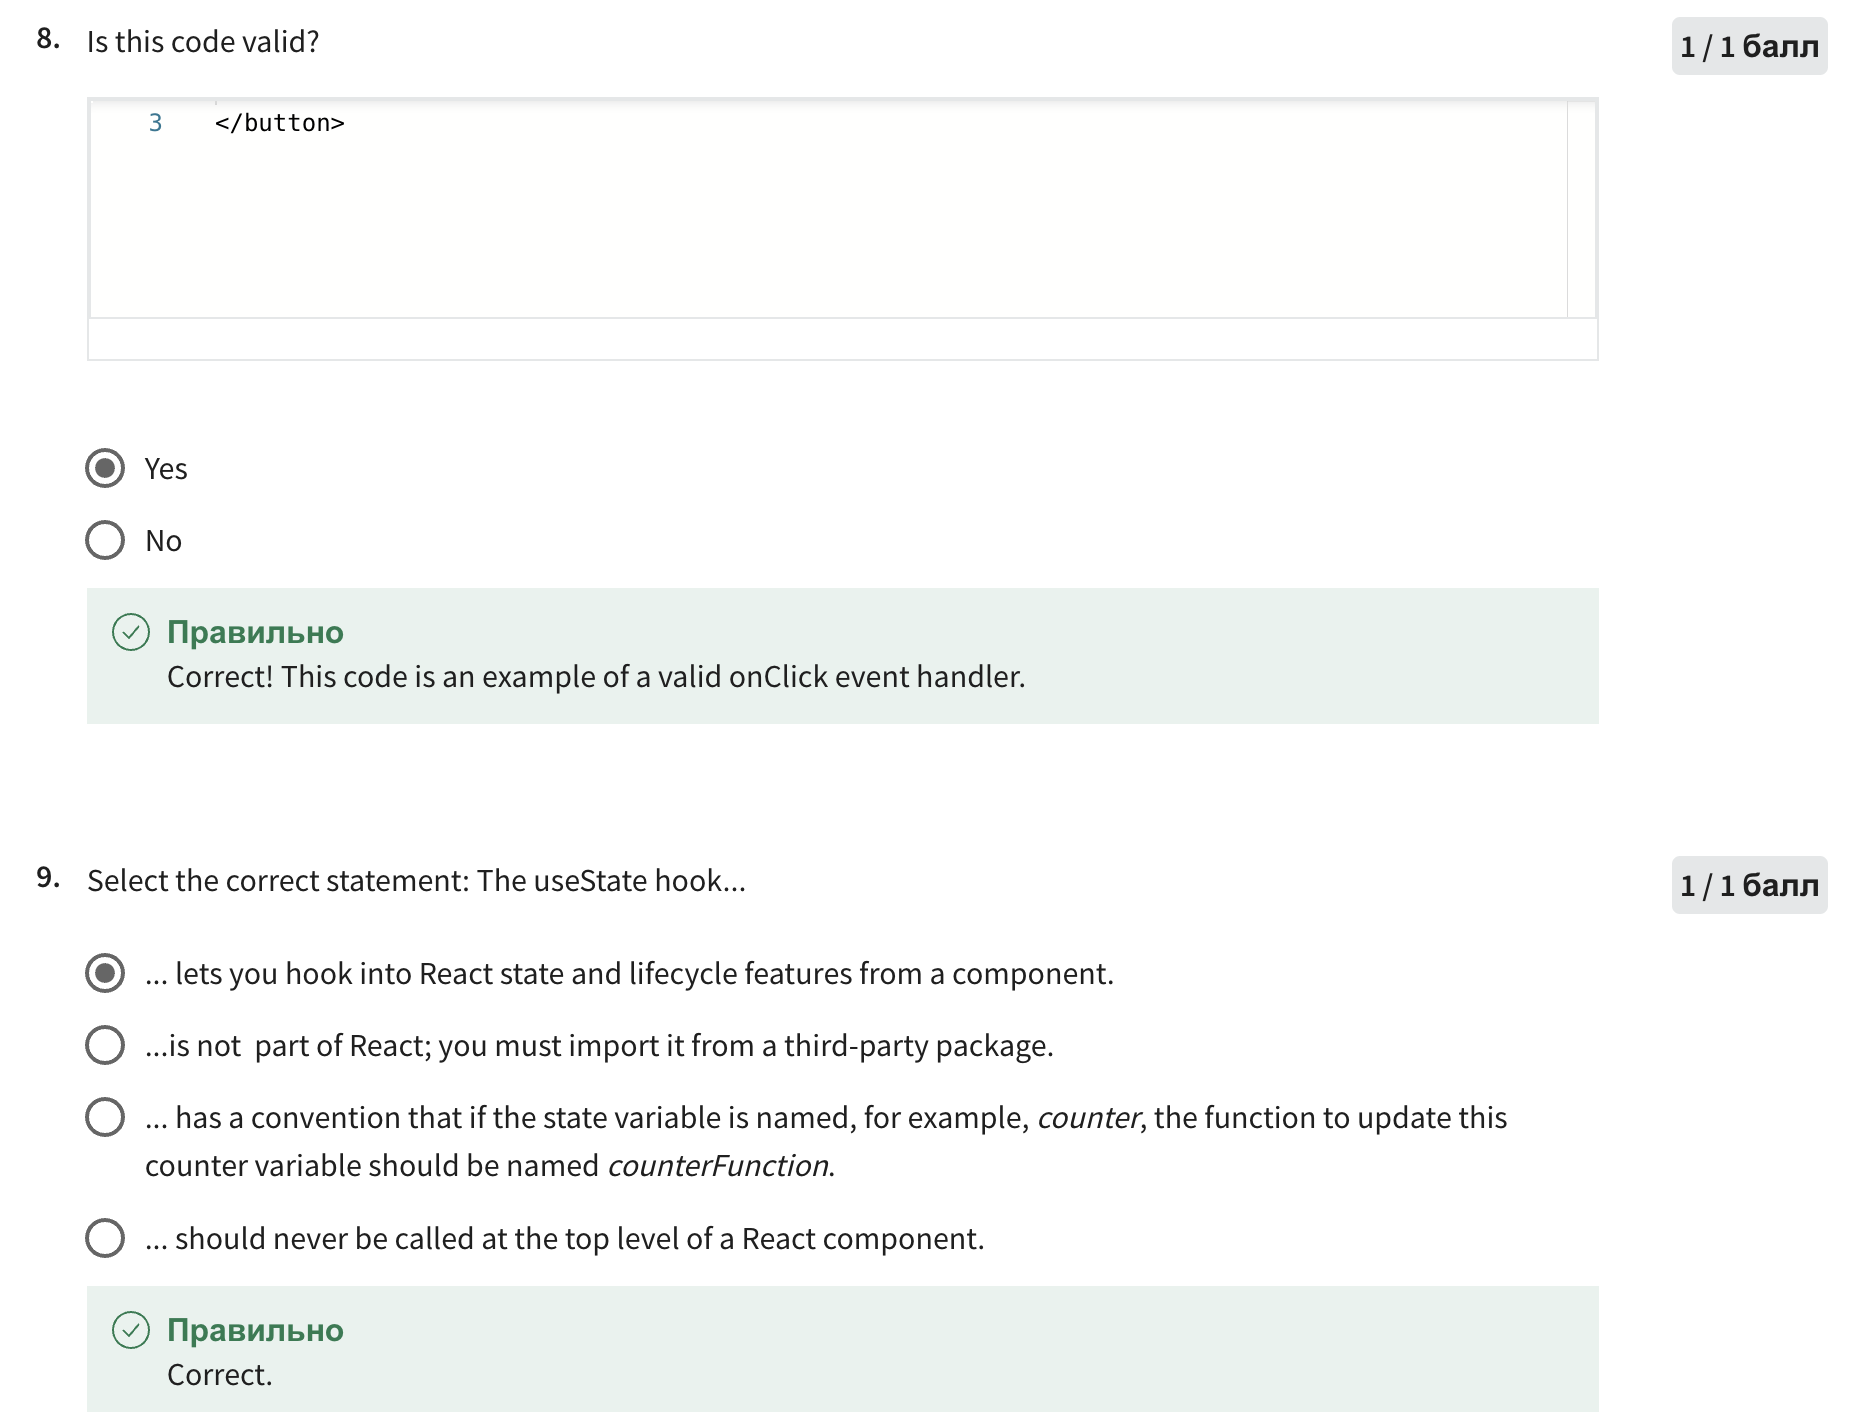 8. Is this code valid?
1 / 1 балл
3 </button>
Yes
No
Правильно
Correct! This code is an example of a valid onClick event handler.
9. Select the correct statement: The useState hook...
1 / 1 балл
... lets you hook into React state and lifecycle features from a component.
...is not  part of React; you must import it from a third-party package.
... has a convention that if the state variable is named, for example, counter, the function to update this
counter variable should be named counterFunction.
... should never be called at the top level of a React component.
Правильно
Correct.